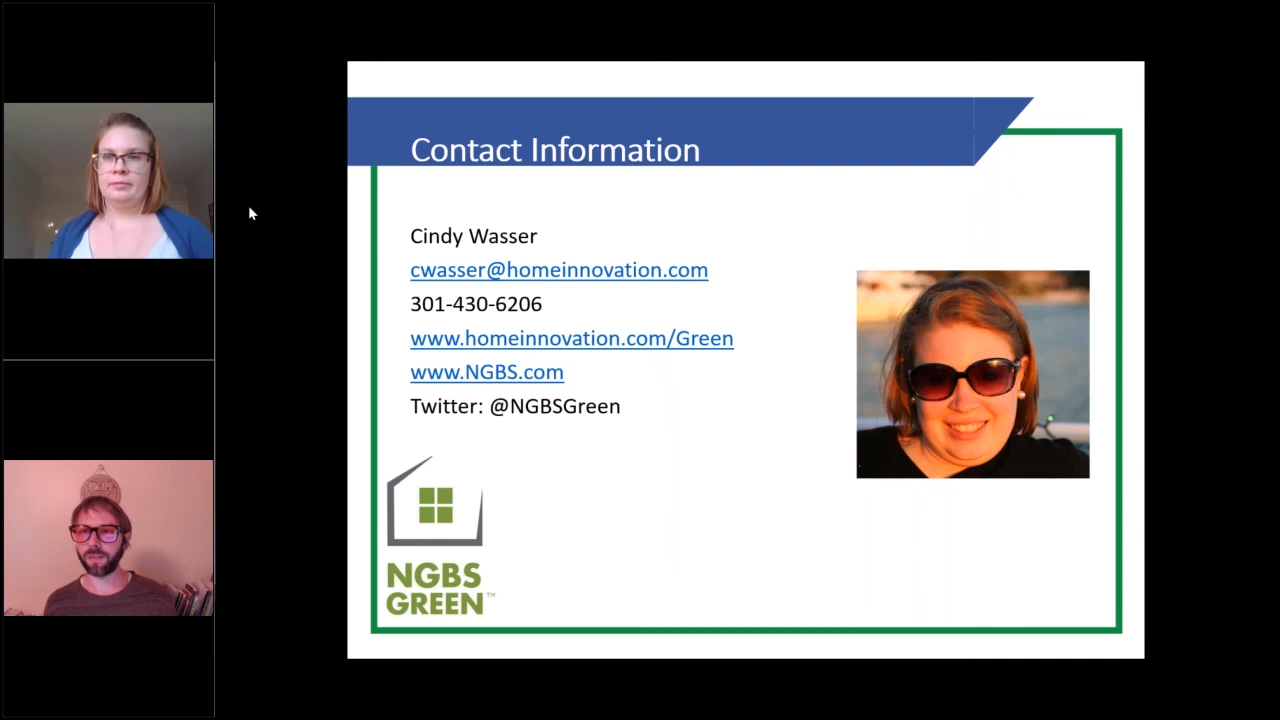 Contact Information
Cindy Wasser
cwasser@homeinnovation.com
301-430-6206
www.homeinnovation.com/Green
www.NGBS.com
Twitter: @NGBSGreen
NGBS
GREEN™